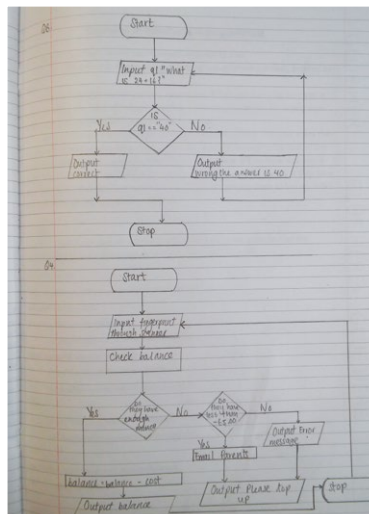 Q5
Start
Input q1 "What
is 24+16?"
is
q1=="40"
Yes
No
Output
correct
Output
wrong the answer is 40
Stop
Q4
Start
Input fingerprint
through
Check balance
Do
they have
enough
Yes
No
Do
they have
less than
-£5.00
No
Yes
Output Error
message
Email Parents
balance = balance - cost
Output balance
Output Please top
up
Stop